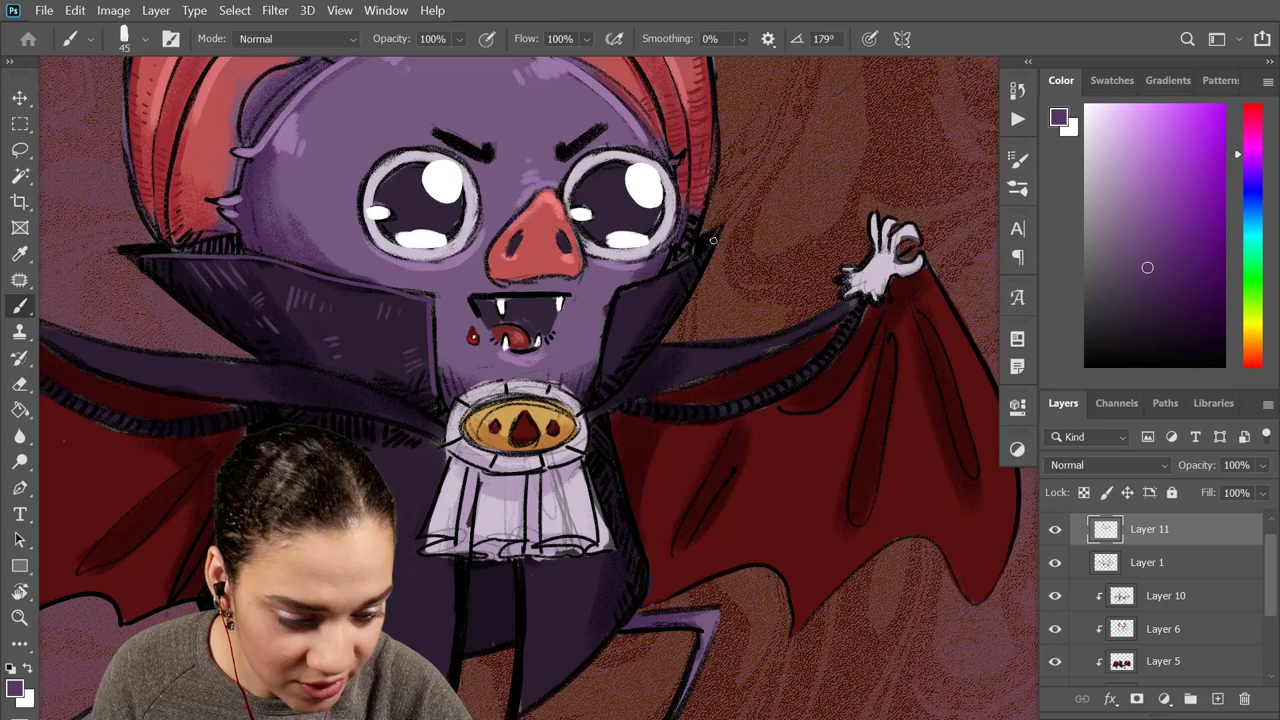 Ps File Edit Image Layer Type Select Filter 3D View Window Help
45 Mode: Normal Opacity: 100% Flow: 100% Smoothing: 0% 179°
Color Swatches Gradients Patterns
Layers Channels Paths Libraries
Kind
Normal Opacity: 100%
Lock: Fill: 100%
Layer 11
Layer 1
Layer 10
Layer 6
Layer 5
fx